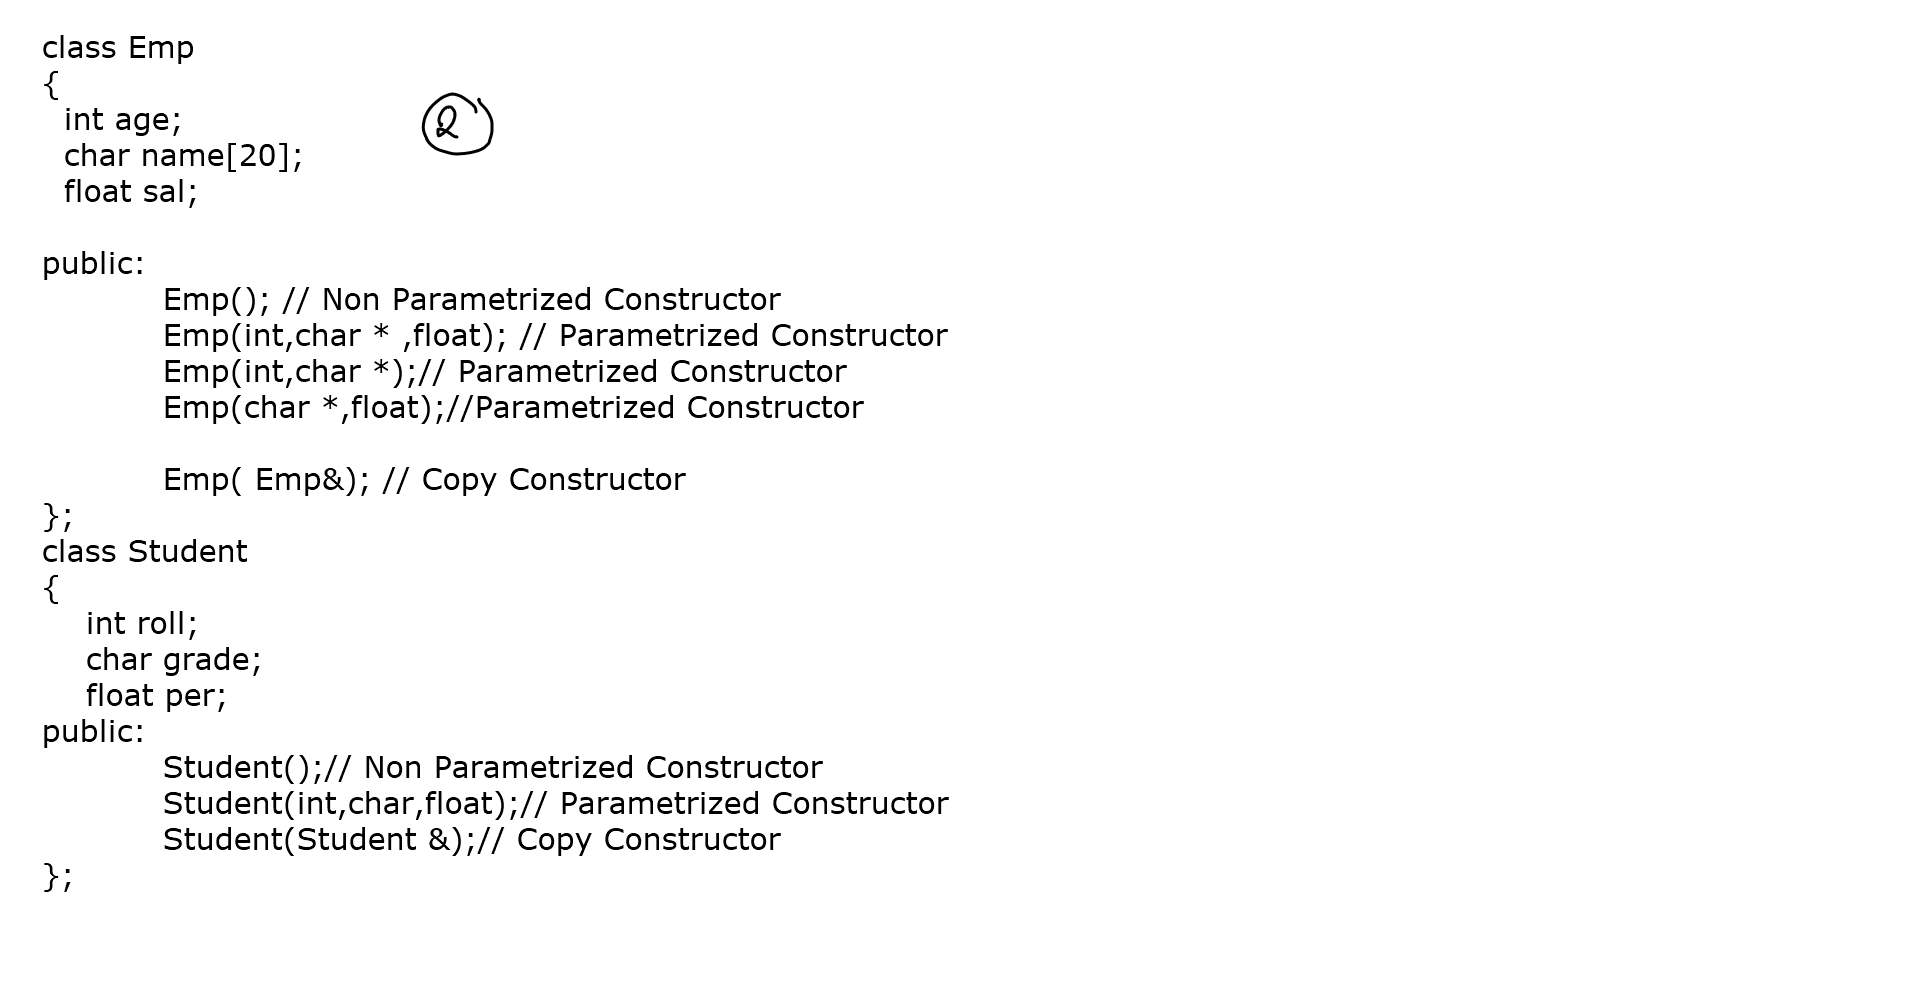 class Emp
{
int age;
2
char name[20];
float sal;
public:
Emp(); // Non Parametrized Constructor
Emp(int,char * ,float); // Parametrized Constructor
Emp(int,char *);// Parametrized Constructor
Emp(char *,float);//Parametrized Constructor
Emp( Emp&); // Copy Constructor
};
class Student
{
int roll;
char grade;
float per;
public:
Student();// Non Parametrized Constructor
Student(int,char,float);// Parametrized Constructor
Student(Student &);// Copy Constructor
};